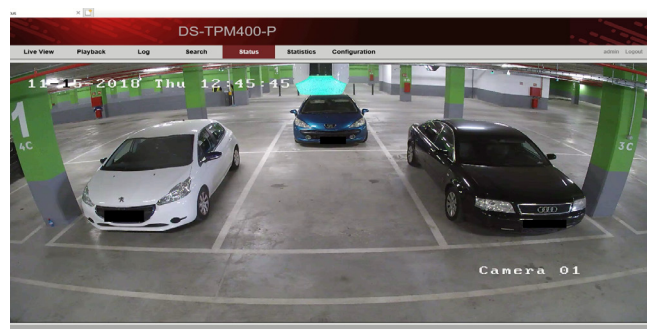 DS-TPM400-P
Live View Playback Log Search Status Statistics Configuration admin Logout
11-15-2018 Thu 12:45:45
1
4C
3C
AUDI
Camera 01